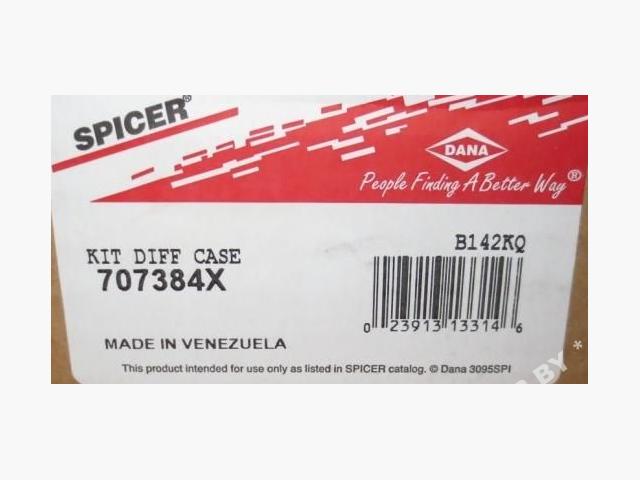 SPICER®
DANA
People Finding A Better Way®
B142KQ
KIT DIFF CASE
707384X
0 23913 13314 6
MADE IN VENEZUELA
This product intended for use only as listed in SPICER catalog. © Dana 3095SPI
BY *